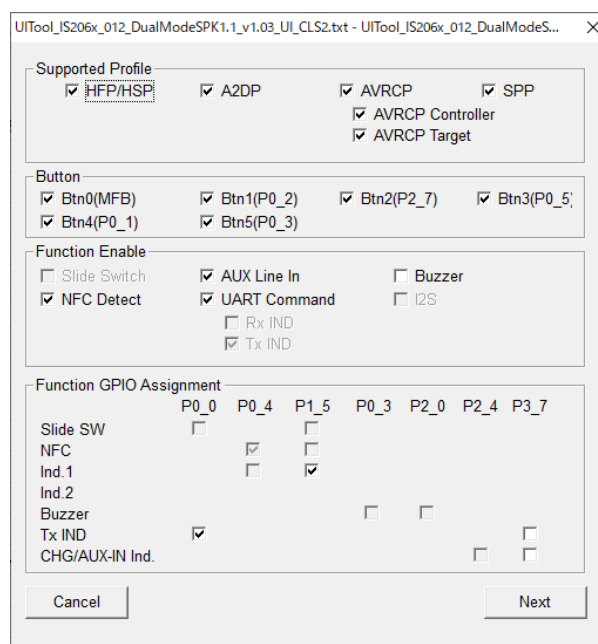 UITool_IS206x_012_DualModeSPK1.1_v1.03_UI_CLS2.txt - UITool_IS206x_012_DualModeS...
Supported Profile
HFP/HSP A2DP AVRCP SPP
AVRCP Controller
AVRCP Target
Button
Btn0(MFB) Btn1(P0_2) Btn2(P2_7) Btn3(P0_5)
Btn4(P0_1) Btn5(P0_3)
Function Enable
Slide Switch AUX Line In Buzzer
NFC Detect UART Command I2S
Rx IND
Tx IND
Function GPIO Assignment
P0_0 P0_4 P1_5 P0_3 P2_0 P2_4 P3_7
Slide SW
NFC
Ind.1
Ind.2
Buzzer
Tx IND
CHG/AUX-IN Ind.
Cancel Next